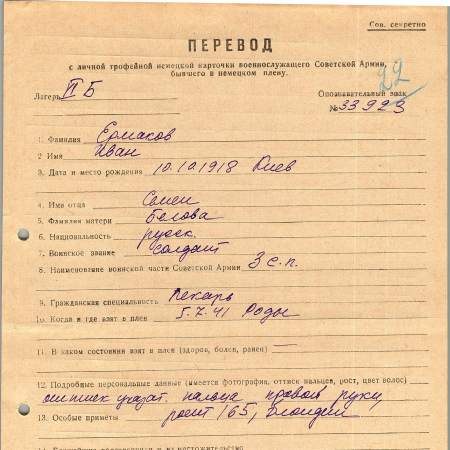 Сов. секретно
ПЕРЕВОД
с личной трофейной немецкой карточки военнослужащего Советской Армии,
бывшего в немецком плену.
22
Лагерь II Б
Опознавательный знак
№ 33923
1. Фамилия Ермаков
2 Имя Иван
3. Дата и место рождения 10.10.1918 Киев
4. Имя отца Семен
5. Фамилия матери Белова
6. Национальность русск.
7. Воинское звание солдат
8. Наименование воинской части Советской Армии 3 с.п.
9. Гражданская специальность Пекарь
10. Когда и где взят в плен 5.7.41 Роды
11. В каком состоянии взят в плен (здоров, болен, ранен) —
12. Подробные персональные данные (имеется фотография, оттиск пальцев, рост, цвет волос)
оттиск указат. пальца правой руки,
13. Особые приметы рост 165, блондин